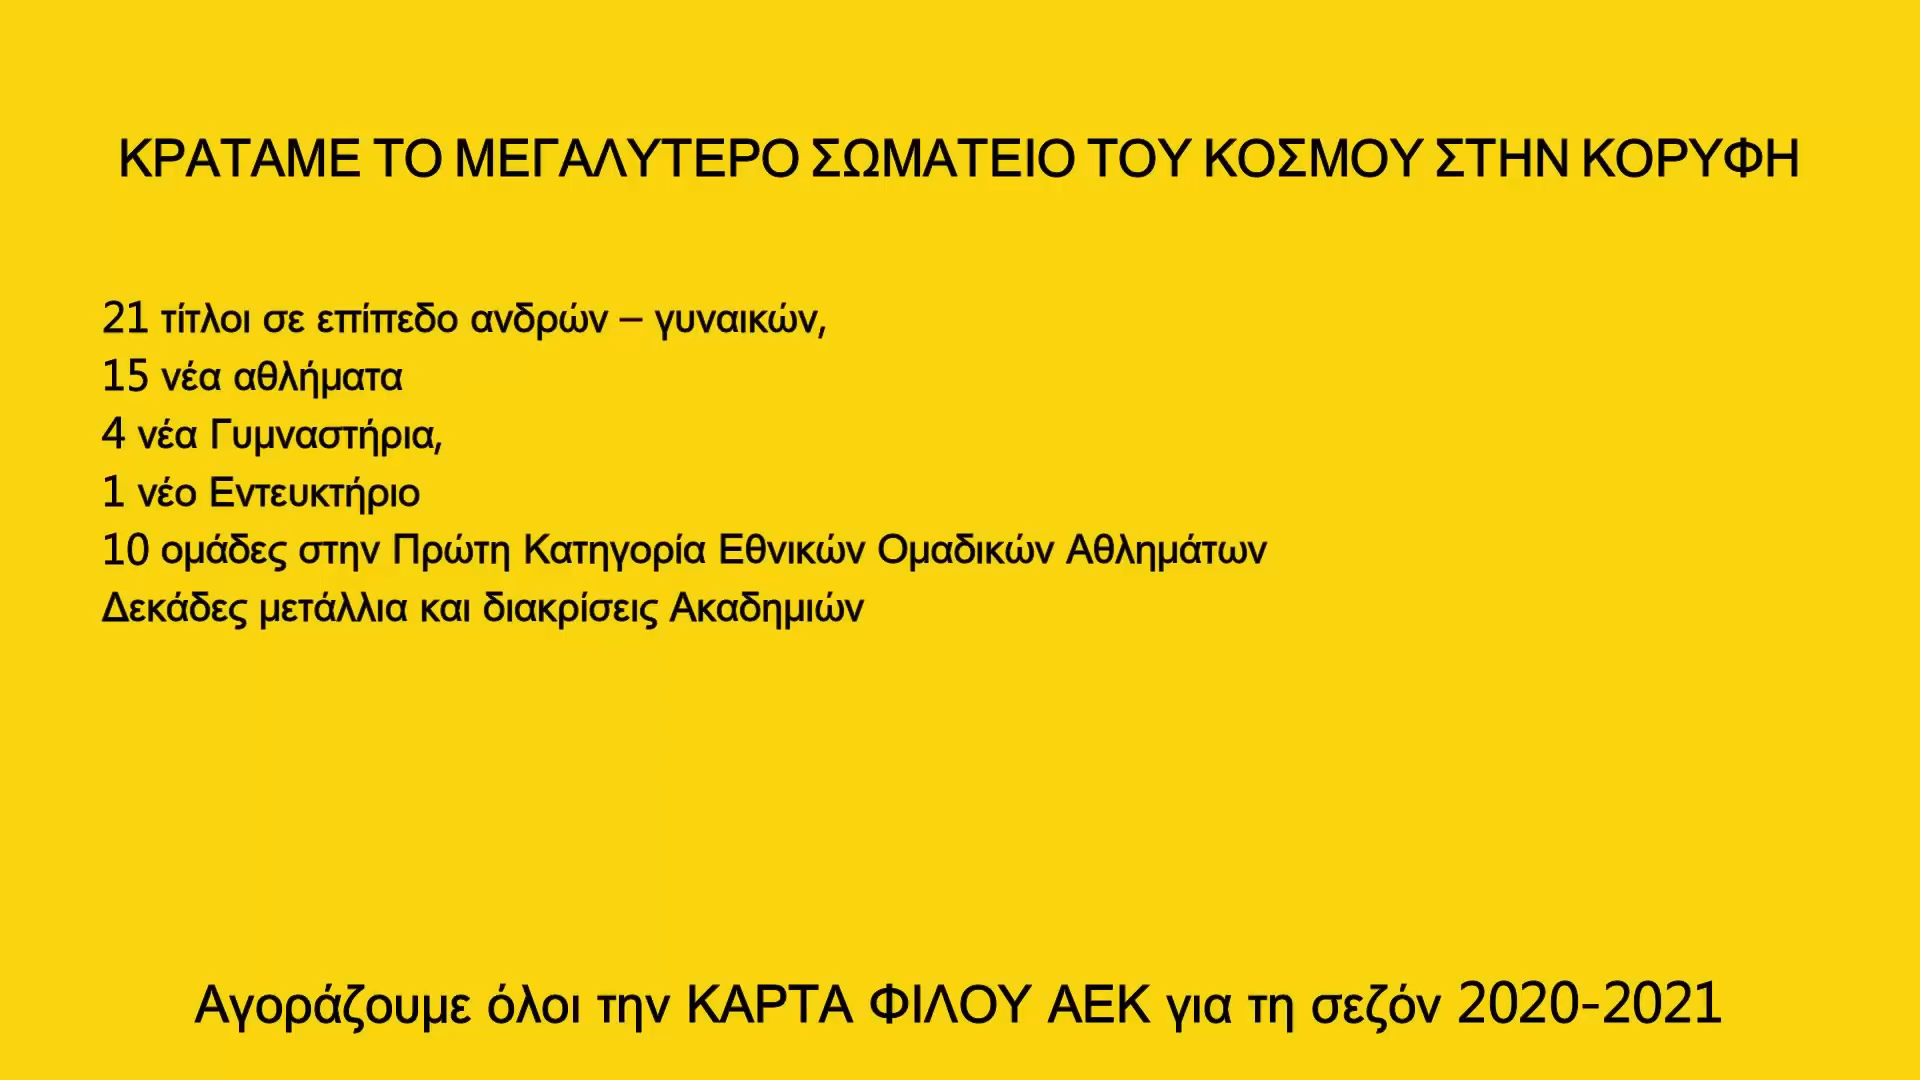 ΚΡΑΤΑΜΕ ΤΟ ΜΕΓΑΛΥΤΕΡΟ ΣΩΜΑΤΕΙΟ ΤΟΥ ΚΟΣΜΟΥ ΣΤΗΝ ΚΟΡΥΦΗ
21 τίτλοι σε επίπεδο ανδρών – γυναικών,
15 νέα αθλήματα
4 νέα Γυμναστήρια,
1 νέο Εντευκτήριο
10 ομάδες στην Πρώτη Κατηγορία Εθνικών Ομαδικών Αθλημάτων
Δεκάδες μετάλλια και διακρίσεις Ακαδημιών
Αγοράζουμε όλοι την ΚΑΡΤΑ ΦΙΛΟΥ ΑΕΚ για τη σεζόν 2020-2021